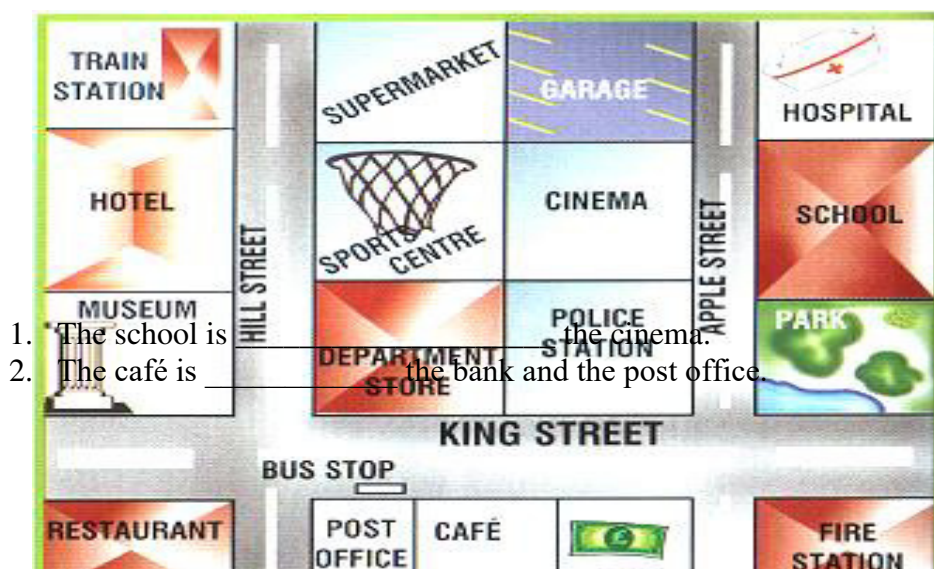 TRAIN
STATION
SUPERMARKET
GARAGE
HOSPITAL
HOTEL
HILL STREET
SPORTS
CENTRE
CINEMA
APPLE STREET
SCHOOL
MUSEUM
DEPARTMENT
STORE
POLICE
STATION
PARK
1. The school is ______________________ the cinema.
2. The café is _____________ the bank and the post office.
KING STREET
BUS STOP
RESTAURANT
POST
OFFICE
CAFÉ
FIRE
STATION